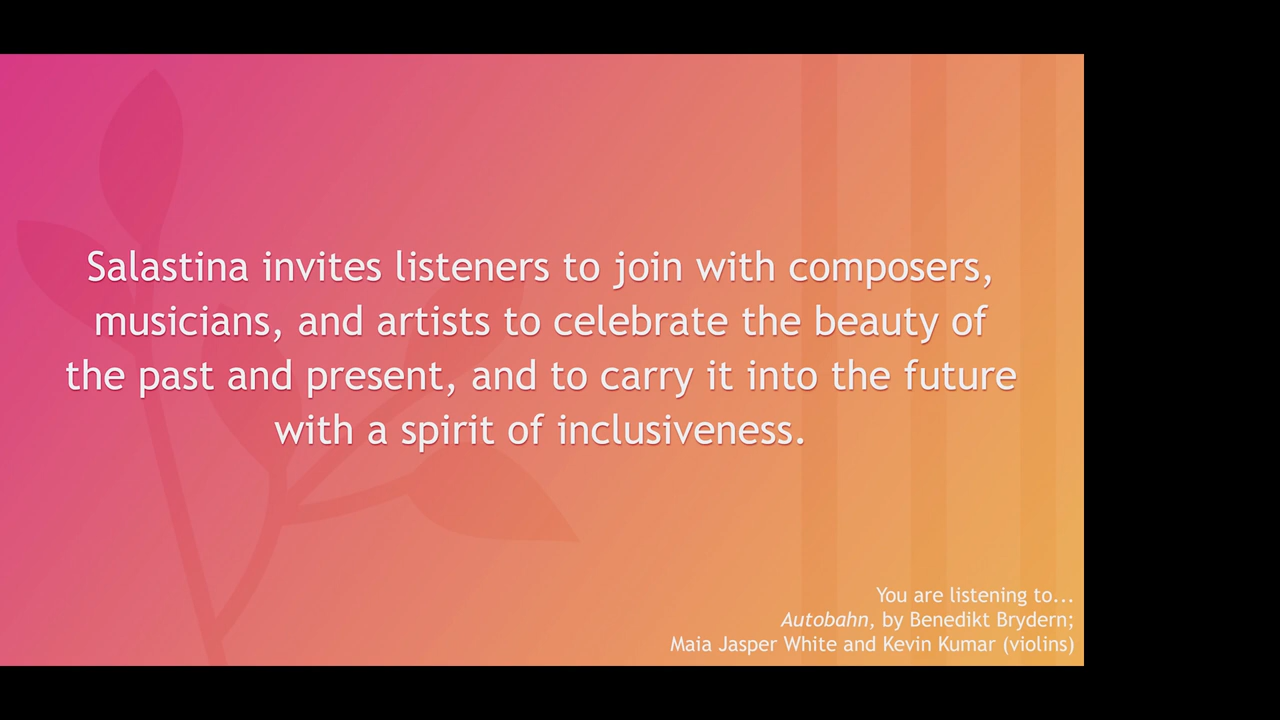 Salastina invites listeners to join with composers,
musicians, and artists to celebrate the beauty of
the past and present, and to carry it into the future
with a spirit of inclusiveness.
You are listening to...
Autobahn, by Benedikt Brydern;
Maia Jasper White and Kevin Kumar (violins)